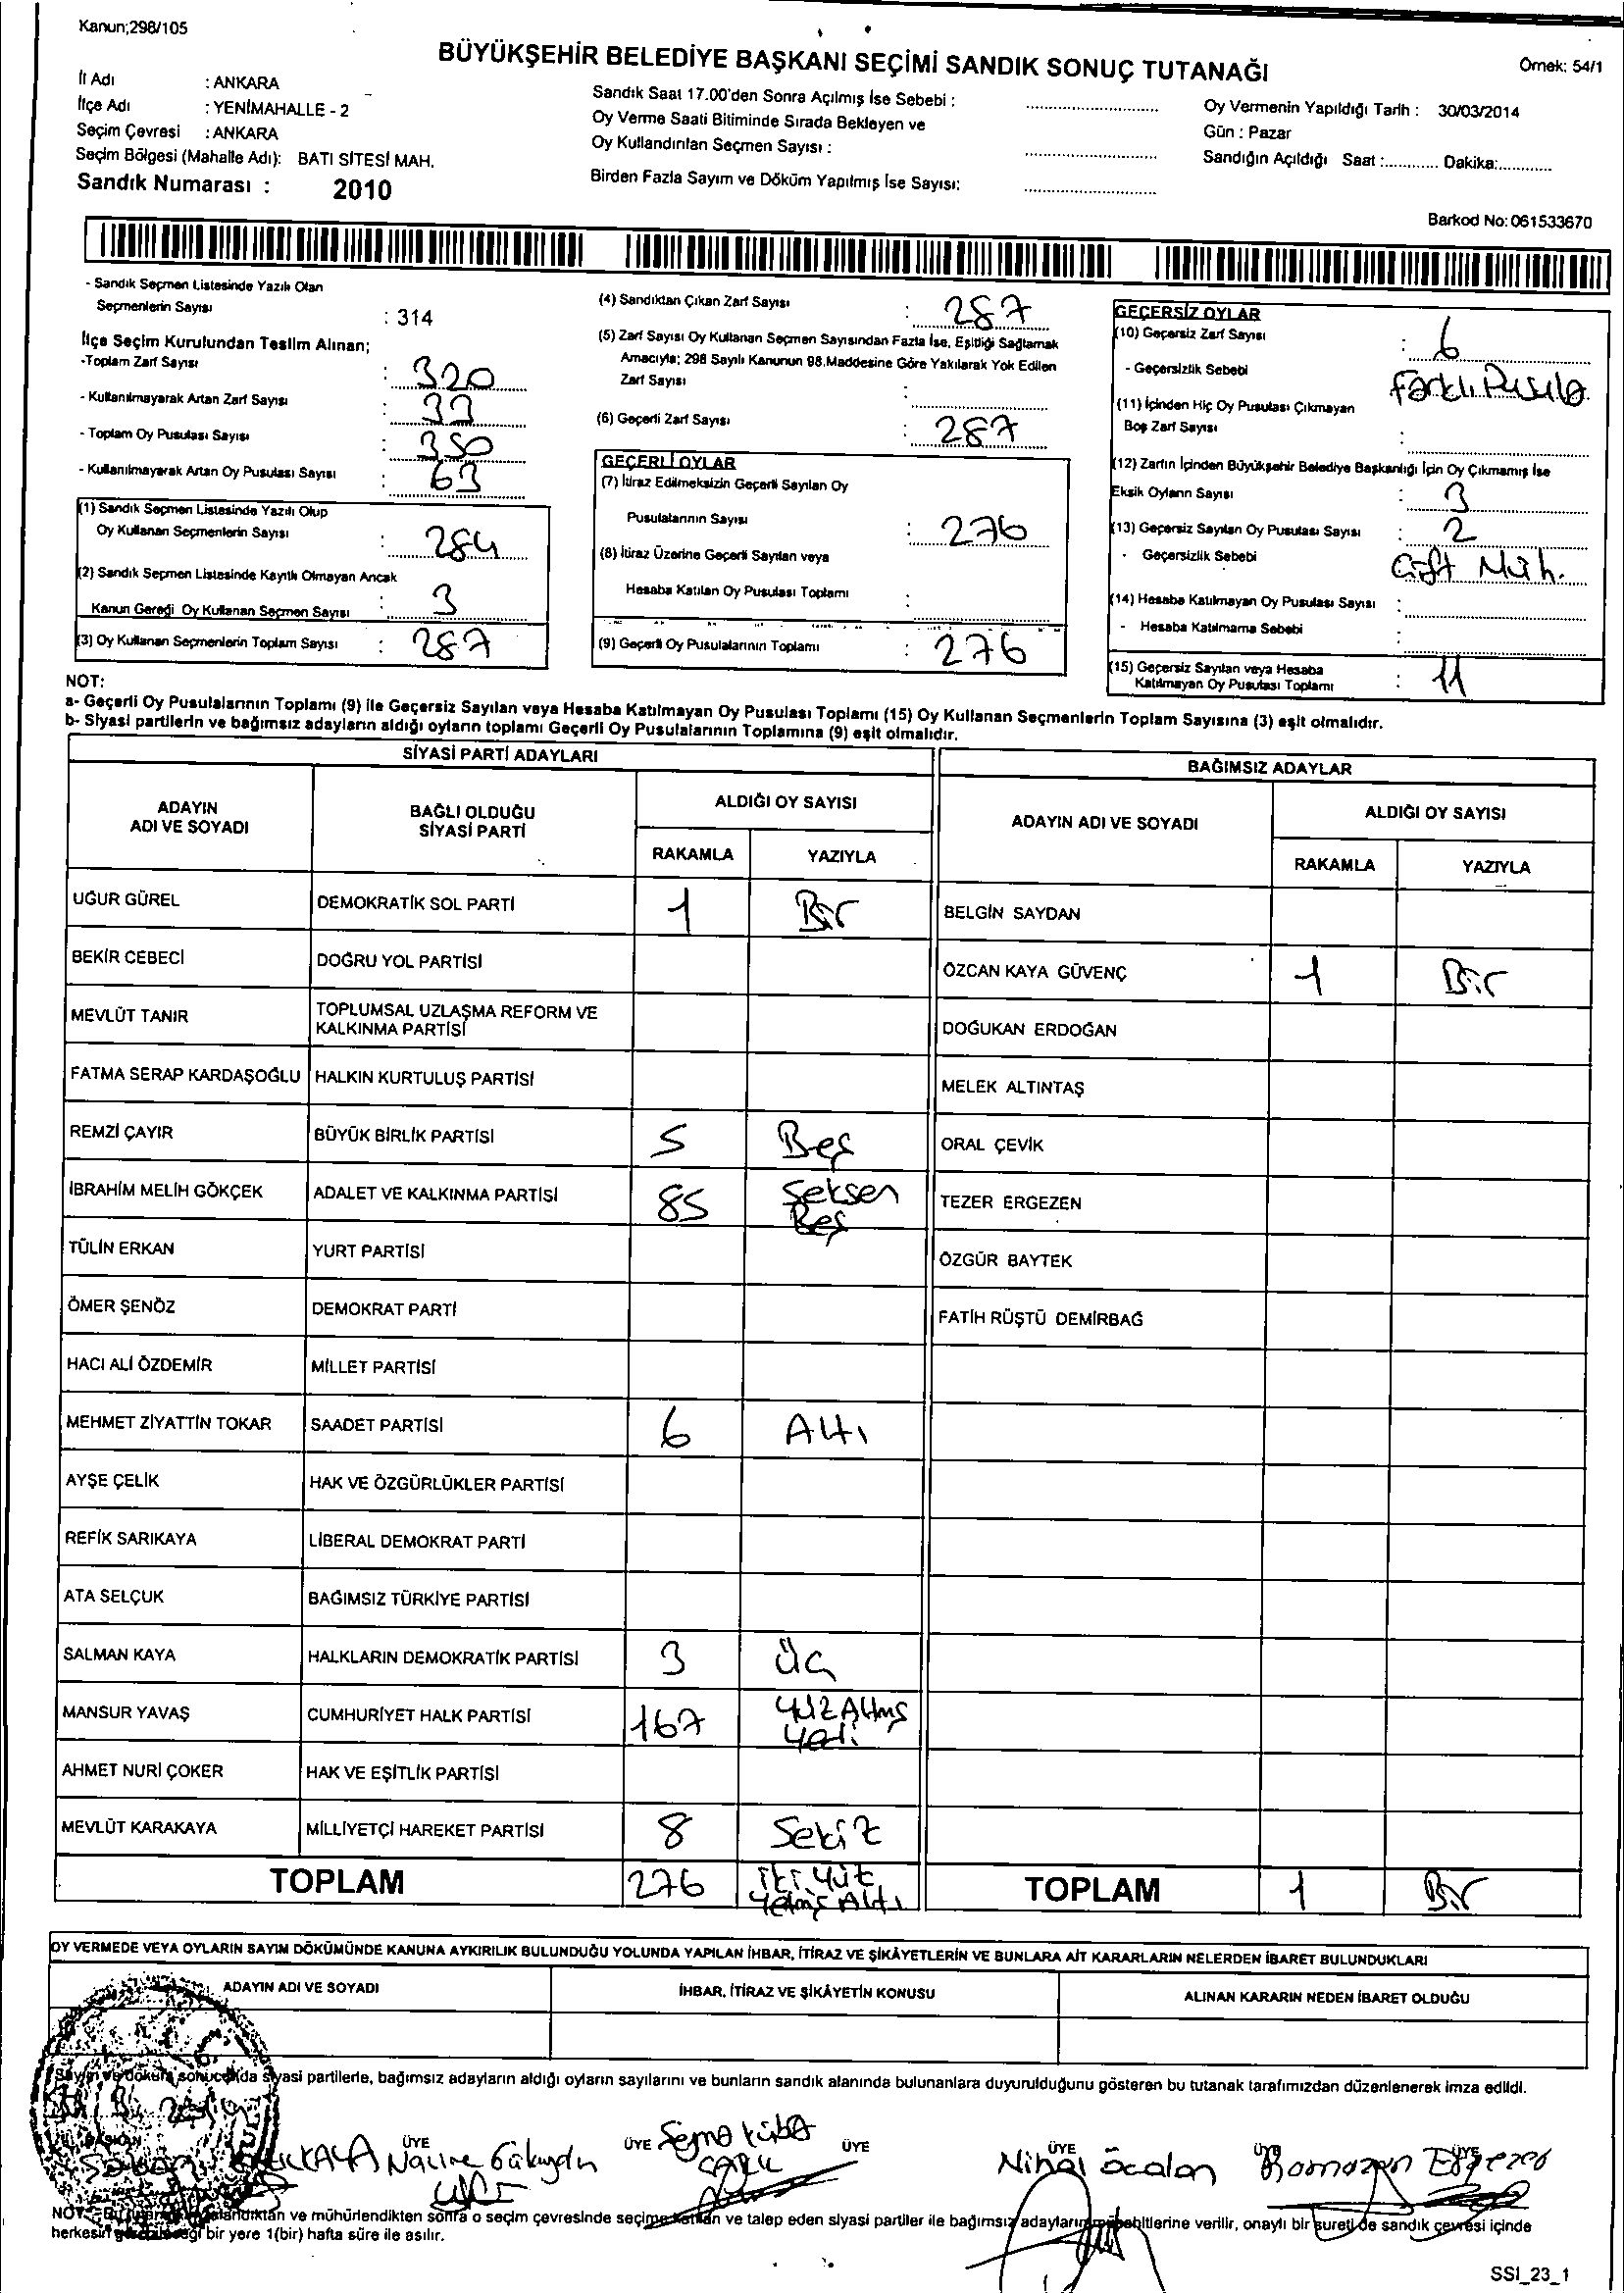 Kanun;298/105
BÜYÜKŞEHİR BELEDİYE BAŞKANI SEÇİMİ SANDIK SONUÇ TUTANAĞI
Örnek: 54/1
İl Adı : ANKARA
İlçe Adı : YENİMAHALLE - 2
Seçim Çevresi : ANKARA
Seçim Bölgesi (Mahalle Adı): BATI SİTESİ MAH.
Sandık Numarası : 2010
Sandık Saat 17.00'den Sonra Açılmış İse Sebebi :
Oy Verme Saati Bitiminde Sırada Bekleyen ve
Oy Kullandırılan Seçmen Sayısı :
Birden Fazla Sayım ve Döküm Yapılmış İse Sayısı:
Oy Vermenin Yapıldığı Tarih : 30/03/2014
Gün : Pazar
Sandığın Açıldığı Saat :............ Dakika:............
Barkod No: 061533670
- Sandık Seçmen Listesinde Yazılı Olan
Seçmenlerin Sayısı : 314
İlçe Seçim Kurulundan Teslim Alınan;
-Toplam Zarf Sayısı : 320
- Kullanılmayarak Artan Zarf Sayısı : 33
- Toplam Oy Pusulası Sayısı : 350
- Kullanılmayarak Artan Oy Pusulası Sayısı : 63
(1) Sandık Seçmen Listesinde Yazılı Olup
Oy Kullanan Seçmenlerin Sayısı : 284
(2) Sandık Seçmen Listesinde Kayıtlı Olmayan Ancak
Kanun Gereği Oy Kullanan Seçmen Sayısı : 3
(3) Oy Kullanan Seçmenlerin Toplam Sayısı : 287
(4) Sandıktan Çıkan Zarf Sayısı : 287
(5) Zarf Sayısı Oy Kullanan Seçmen Sayısından Fazla İse, Eşitliği Sağlamak
Amacıyla; 298 Sayılı Kanunun 98.Maddesine Göre Yakılarak Yok Edilen
Zarf Sayısı :
(6) Geçerli Zarf Sayısı : 287
GEÇERLİ OYLAR
(7) İtiraz Edilmeksizin Geçerli Sayılan Oy
Pusulalarının Sayısı : 276
(8) İtiraz Üzerine Geçerli Sayılan veya
Hesaba Katılan Oy Pusulası Toplamı :
(9) Geçerli Oy Pusulalarının Toplamı : 276
GEÇERSİZ OYLAR
(10) Geçersiz Zarf Sayısı : 6
- Geçersizlik Sebebi Farklı Pusula
(11) İçinden Hiç Oy Pusulası Çıkmayan
Boş Zarf Sayısı :
(12) Zarfın İçinden Büyükşehir Belediye Başkanlığı İçin Oy Çıkmamış İse
Eksik Oyların Sayısı : 3
(13) Geçersiz Sayılan Oy Pusulası Sayısı : 2
- Geçersizlik Sebebi Çift Müh.
(14) Hesaba Katılmayan Oy Pusulası Sayısı :
- Hesaba Katılmama Sebebi :
(15) Geçersiz Sayılan veya Hesaba
Katılmayan Oy Pusulası Toplamı : 11
NOT:
a- Geçerli Oy Pusulalarının Toplamı (9) ile Geçersiz Sayılan veya Hesaba Katılmayan Oy Pusulası Toplamı (15) Oy Kullanan Seçmenlerin Toplam Sayısına (3) eşit olmalıdır.
b- Siyasi partilerin ve bağımsız adayların aldığı oyların toplamı Geçerli Oy Pusulalarının Toplamına (9) eşit olmalıdır.
SİYASİ PARTİ ADAYLARI
ADAYIN ADI VE SOYADI
BAĞLI OLDUĞU SİYASİ PARTİ
ALDIĞI OY SAYISI
RAKAMLA YAZIYLA
UĞUR GÜREL DEMOKRATİK SOL PARTİ 1 Bir
BEKİR CEBECİ DOĞRU YOL PARTİSİ
MEVLÜT TANIR TOPLUMSAL UZLAŞMA REFORM VE
KALKINMA PARTİSİ
FATMA SERAP KARDAŞOĞLU HALKIN KURTULUŞ PARTİSİ
REMZİ ÇAYIR BÜYÜK BİRLİK PARTİSİ 5 Beş
İBRAHİM MELİH GÖKÇEK ADALET VE KALKINMA PARTİSİ 85 Seksen
Beş
TÜLİN ERKAN YURT PARTİSİ
ÖMER ŞENÖZ DEMOKRAT PARTİ
HACI ALİ ÖZDEMİR MİLLET PARTİSİ
MEHMET ZİYATTİN TOKAR SAADET PARTİSİ 6 Altı
AYŞE ÇELİK HAK VE ÖZGÜRLÜKLER PARTİSİ
REFİK SARIKAYA LİBERAL DEMOKRAT PARTİ
ATA SELÇUK BAĞIMSIZ TÜRKİYE PARTİSİ
SALMAN KAYA HALKLARIN DEMOKRATİK PARTİSİ 3 Üç
MANSUR YAVAŞ CUMHURİYET HALK PARTİSİ 167 YüzAltmş
Yedi
AHMET NURİ ÇOKER HAK VE EŞİTLİK PARTİSİ
MEVLÜT KARAKAYA MİLLİYETÇİ HAREKET PARTİSİ 8 Sekiz
TOPLAM 276 iki yüz
yetmiş Altı
BAĞIMSIZ ADAYLAR
ADAYIN ADI VE SOYADI
ALDIĞI OY SAYISI
RAKAMLA YAZIYLA
BELGİN SAYDAN
ÖZCAN KAYA GÜVENÇ 1 Bir
DOĞUKAN ERDOĞAN
MELEK ALTINTAŞ
ORAL ÇEVİK
TEZER ERGEZEN
ÖZGÜR BAYTEK
FATİH RÜŞTÜ DEMİRBAĞ
TOPLAM 1 Bir
OY VERMEDE VEYA OYLARIN SAYIM DÖKÜMÜNDE KANUNA AYKIRILIK BULUNDUĞU YOLUNDA YAPILAN İHBAR, İTİRAZ VE ŞİKÂYETLERİN VE BUNLARA AİT KARARLARIN NELERDEN İBARET BULUNDUKLARI
ADAYIN ADI VE SOYADI
İHBAR, İTİRAZ VE ŞİKÂYETİN KONUSU
ALINAN KARARIN NEDEN İBARET OLDUĞU
Sayım ve döküm sonucunda siyasi partilerle, bağımsız adayların aldığı oyların sayılarını ve bunların sandık alanında bulunanlara duyurulduğunu gösteren bu tutanak tarafımızdan düzenlenerek imza edildi.
BAŞKAN ÜYE ÜYE ÜYE ÜYE ÜYE ÜYE
Nihal Öcalan Ramazan
NOT : tan ve mühürlendikten sonra o seçim çevresinde seçime katılan ve talep eden siyasi partiler ile bağımsız adayların müşahitlerine verilir, onaylı bir sureti de sandık çevresi içinde
herkesin görebileceği bir yere 1(bir) hafta süre ile asılır.
SSI_23_1